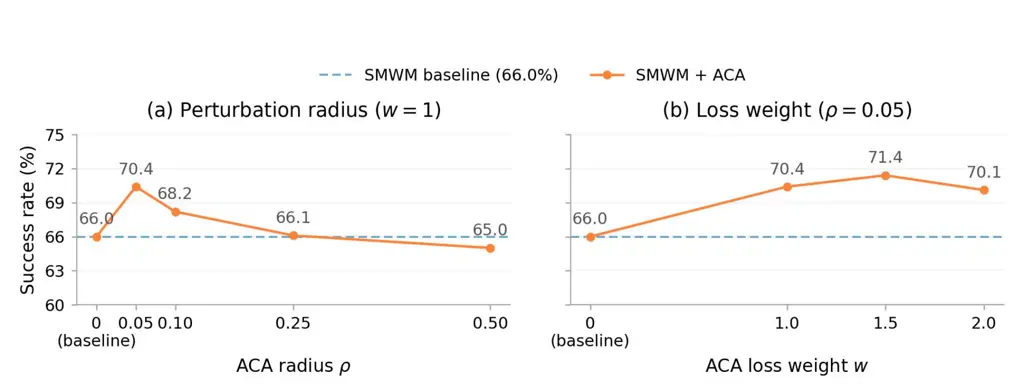 SMWM baseline (66.0%) SMWM + ACA
(a) Perturbation radius (w = 1)
75
72
69
66
63
60
Success rate (%)
66.0
70.4
68.2
66.1
65.0
0 0.05 0.10 0.25 0.50
(baseline)
ACA radius ρ
(b) Loss weight (ρ = 0.05)
66.0
70.4
71.4
70.1
0 1.0 1.5 2.0
(baseline)
ACA loss weight w